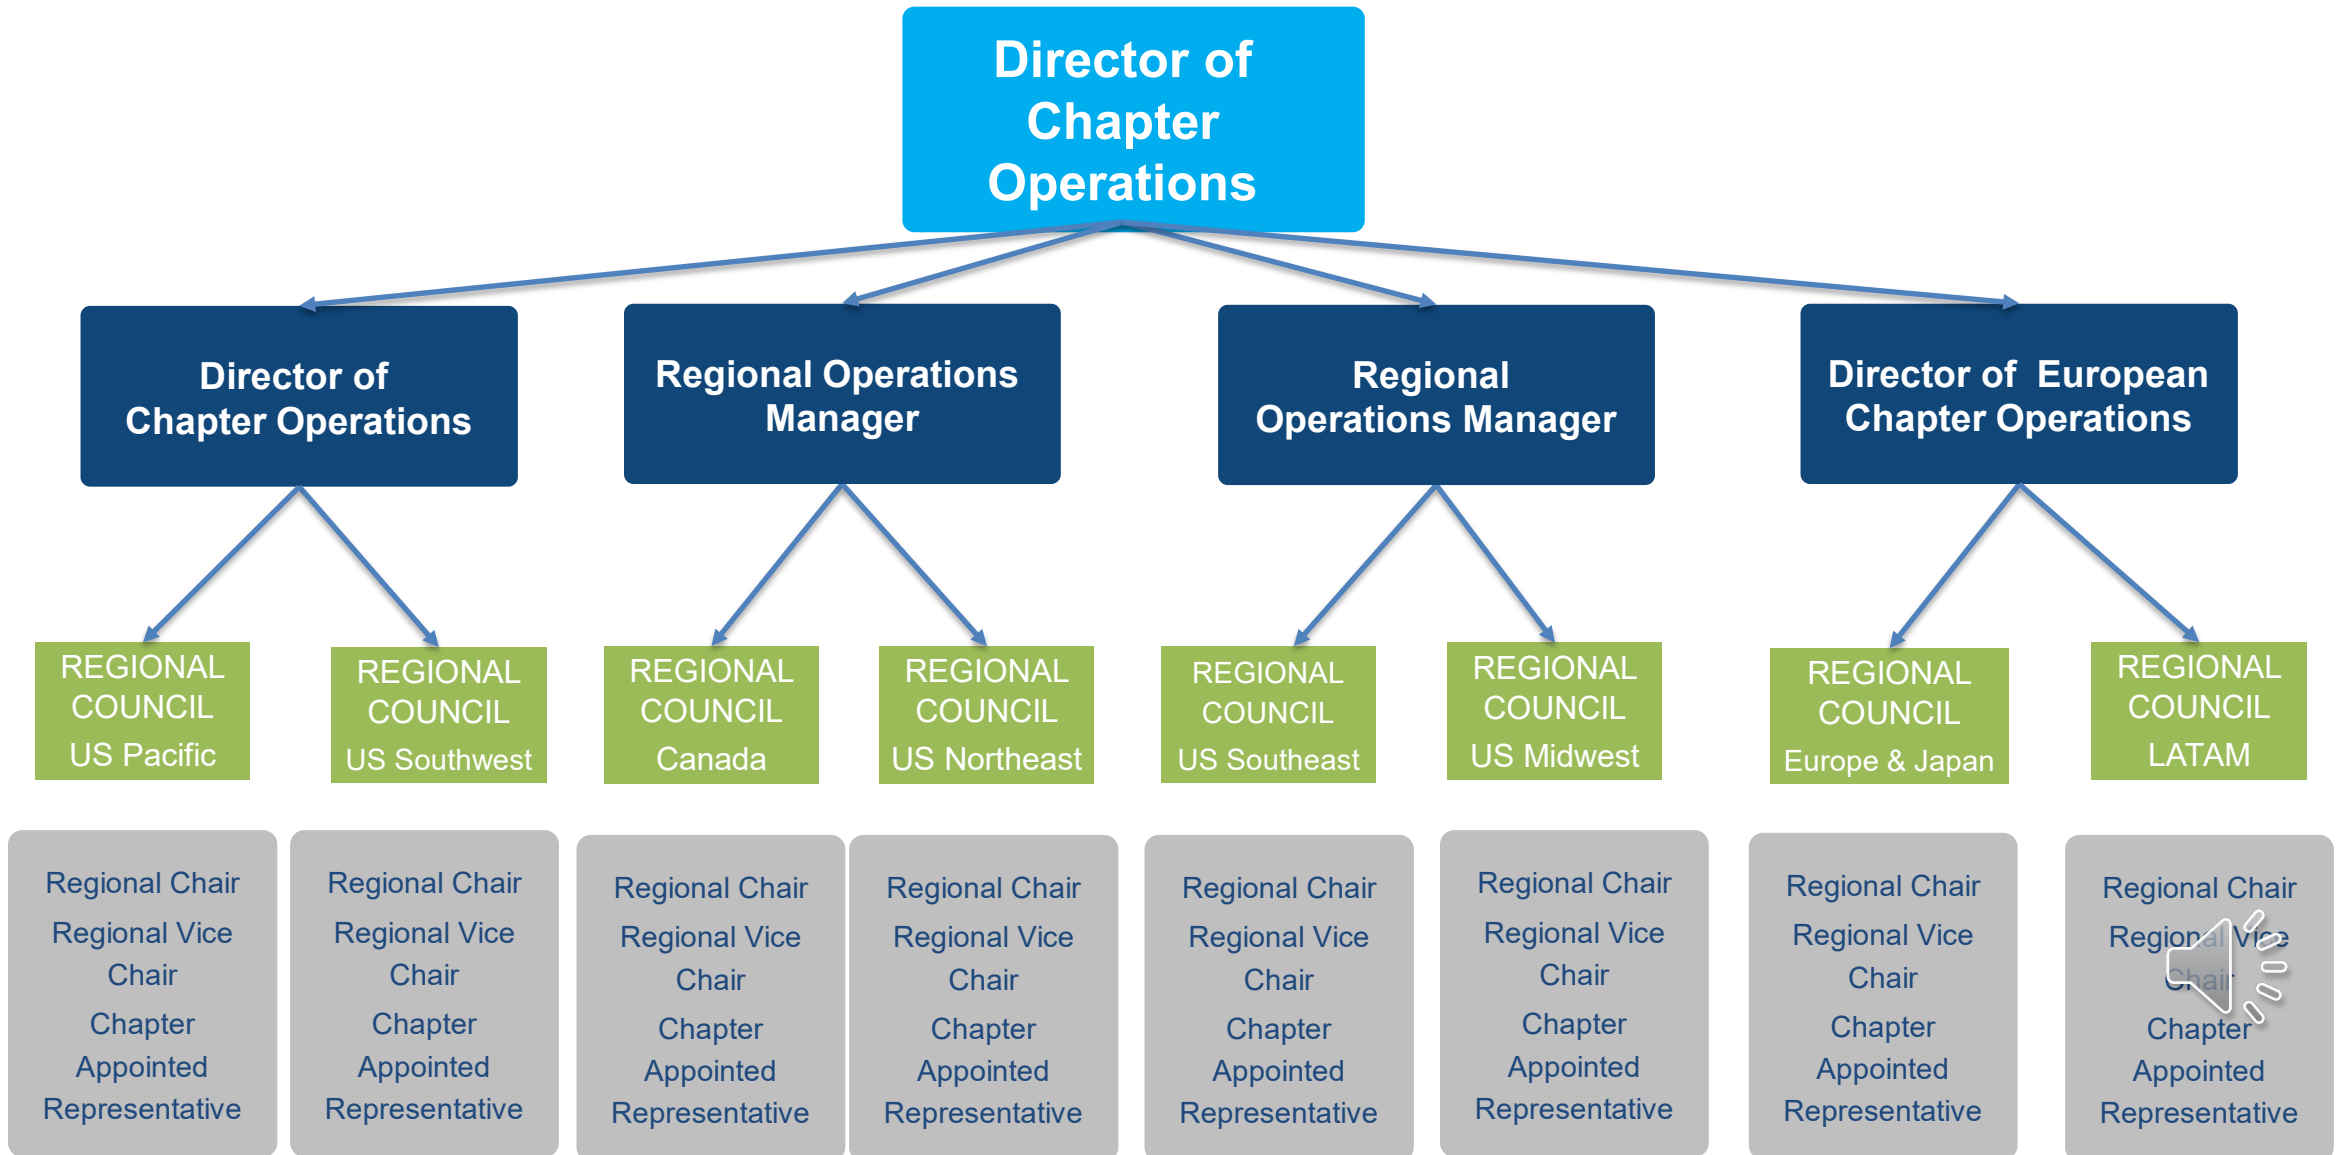 Director of
Chapter
Operations
Director of
Chapter Operations
Regional Operations
Manager
Regional
Operations Manager
Director of  European
Chapter Operations
REGIONAL
COUNCIL
US Pacific
REGIONAL
COUNCIL
US Southwest
REGIONAL
COUNCIL
Canada
REGIONAL
COUNCIL
US Northeast
REGIONAL
COUNCIL
US Southeast
REGIONAL
COUNCIL
US Midwest
REGIONAL
COUNCIL
Europe & Japan
REGIONAL
COUNCIL
LATAM
Regional Chair
Regional Vice
Chair
Chapter
Appointed
Representative
Regional Chair
Regional Vice
Chair
Chapter
Appointed
Representative
Regional Chair
Regional Vice
Chair
Chapter
Appointed
Representative
Regional Chair
Regional Vice
Chair
Chapter
Appointed
Representative
Regional Chair
Regional Vice
Chair
Chapter
Appointed
Representative
Regional Chair
Regional Vice
Chair
Chapter
Appointed
Representative
Regional Chair
Regional Vice
Chair
Chapter
Appointed
Representative
Regional Chair
Regional Vice
Chair
Chapter
Appointed
Representative